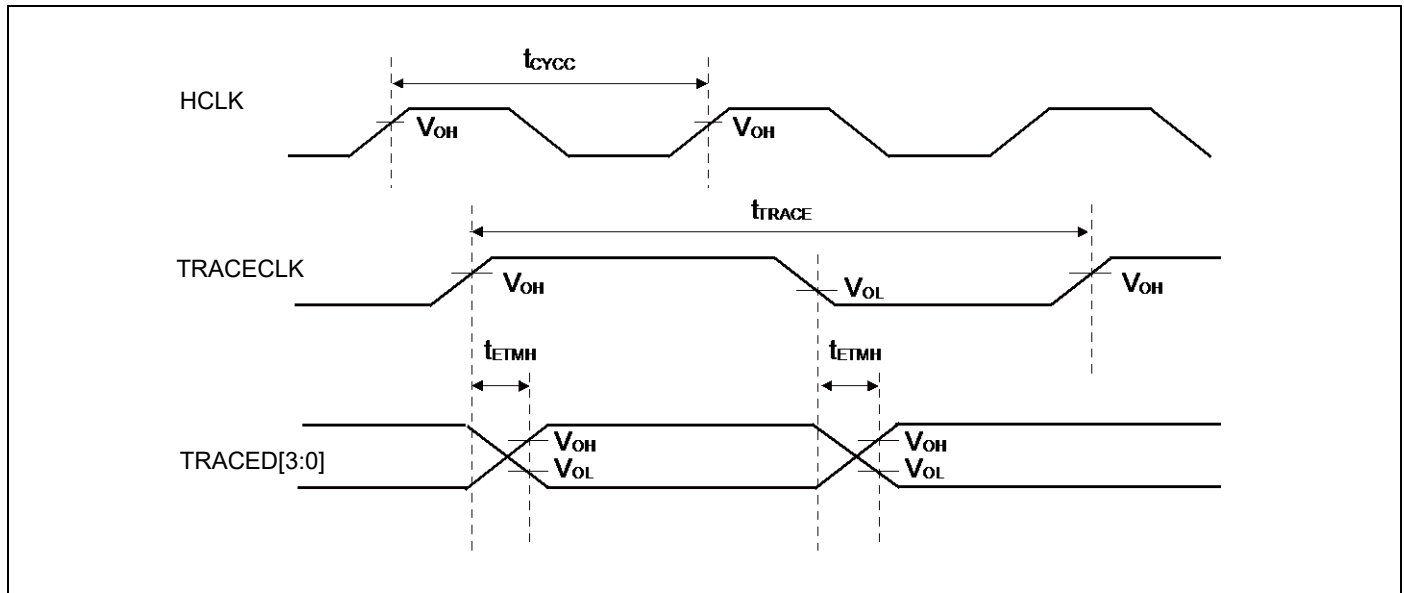 tCYCC
HCLK
VOH VOH
tTRACE
TRACECLK
VOH VOL VOH
tETMH tETMH
TRACED[3:0]
VOH VOH
VOL VOL